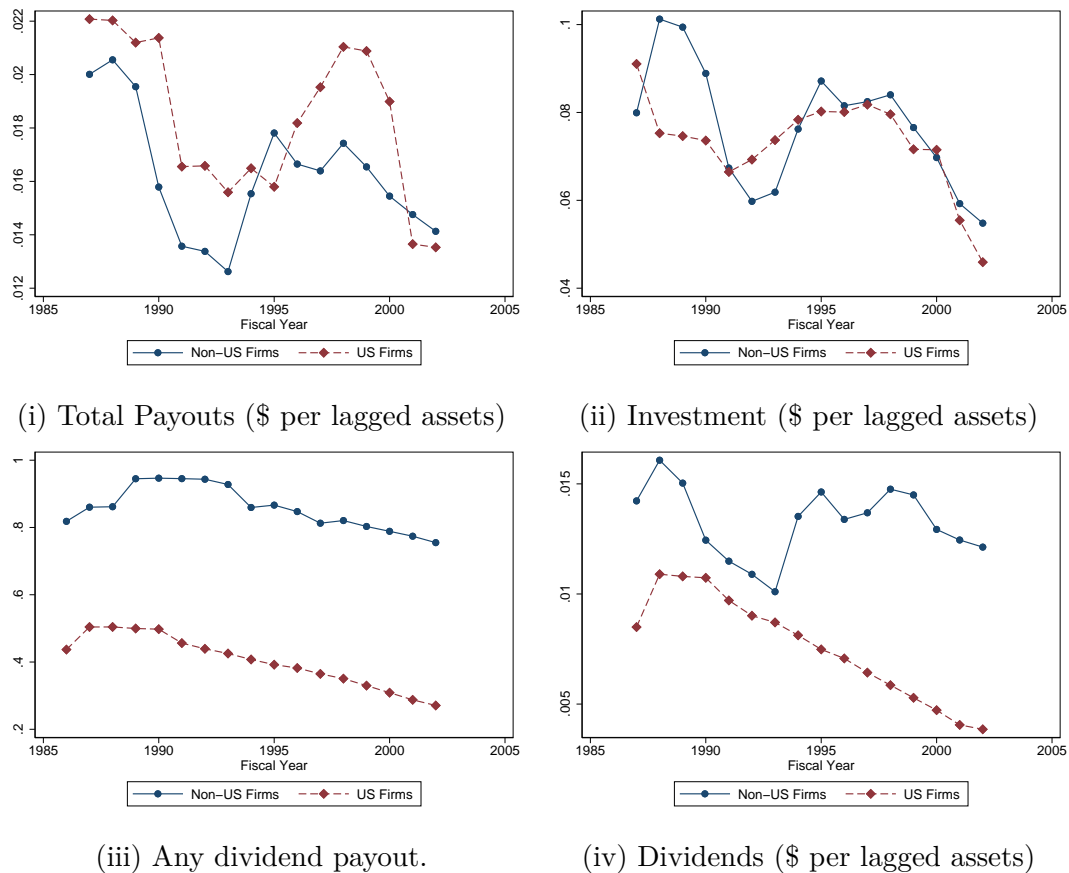 .022
.02
.018
.016
.014
.012
1985 1990 1995 2000 2005
Fiscal Year
Non−US Firms US Firms
(i) Total Payouts ($ per lagged assets)
.1
.08
.06
.04
1985 1990 1995 2000 2005
Fiscal Year
Non−US Firms US Firms
(ii) Investment ($ per lagged assets)
1
.8
.6
.4
.2
1985 1990 1995 2000 2005
Fiscal Year
Non−US Firms US Firms
(iii) Any dividend payout.
.015
.01
.005
1985 1990 1995 2000 2005
Fiscal Year
Non−US Firms US Firms
(iv) Dividends ($ per lagged assets)